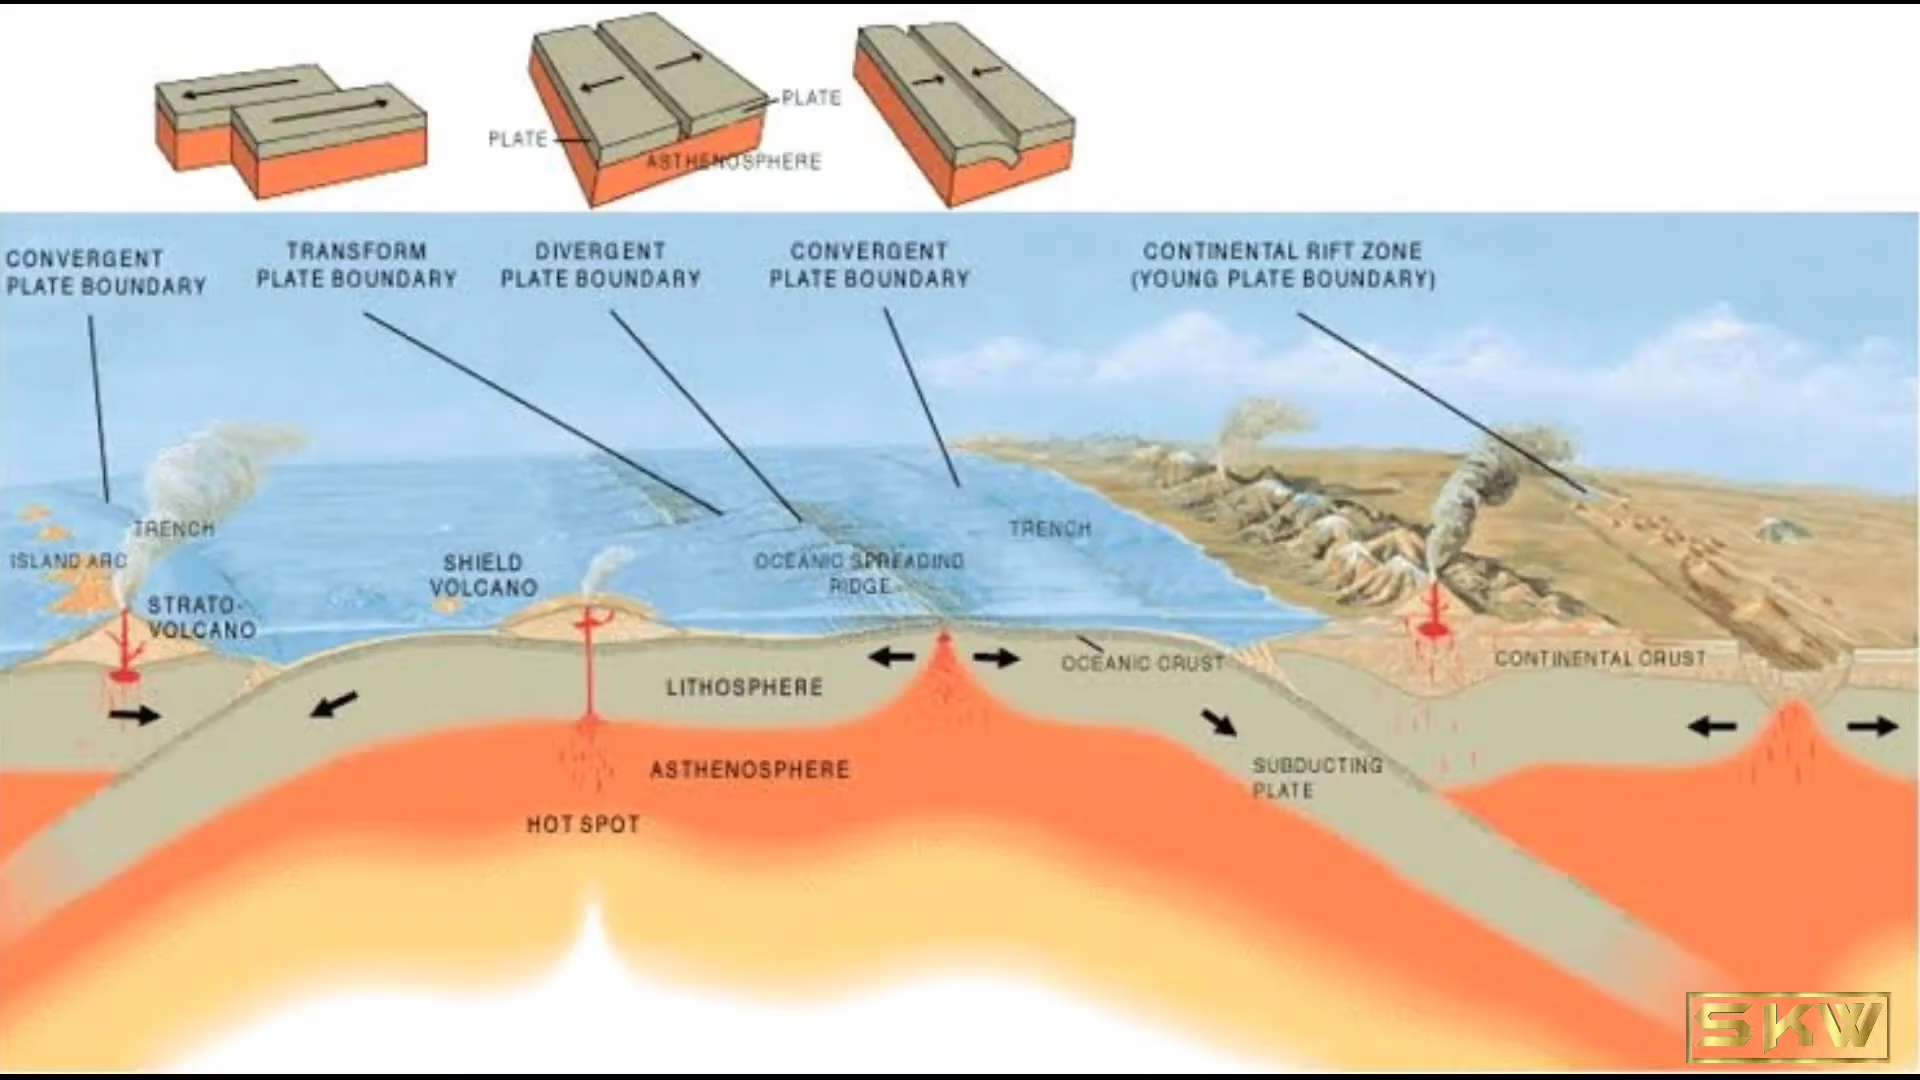 PLATE
PLATE
ASTHENOSPHERE
CONVERGENT
PLATE BOUNDARY
TRANSFORM
PLATE BOUNDARY
DIVERGENT
PLATE BOUNDARY
CONVERGENT
PLATE BOUNDARY
CONTINENTAL RIFT ZONE
(YOUNG PLATE BOUNDARY)
TRENCH
ISLAND ARC
STRATO-
VOLCANO
SHIELD
VOLCANO
OCEANIC SPREADING
RIDGE
TRENCH
OCEANIC CRUST
CONTINENTAL CRUST
LITHOSPHERE
ASTHENOSPHERE
SUBDUCTING
PLATE
HOT SPOT
SKW